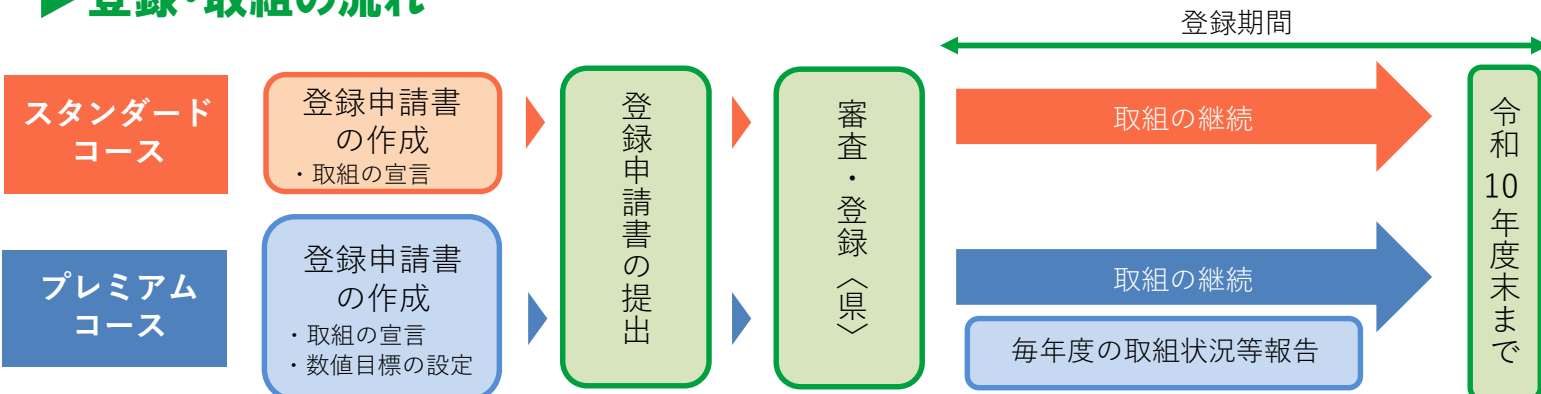 ▶登録・取組の流れ
登録期間
スタンダード
コース
登録申請書
の作成
・取組の宣言
プレミアム
コース
登録申請書
の作成
・取組の宣言
・数値目標の設定
登録申請書の提出
審査・登録〈県〉
取組の継続
取組の継続
毎年度の取組状況等報告
令和10年度末まで